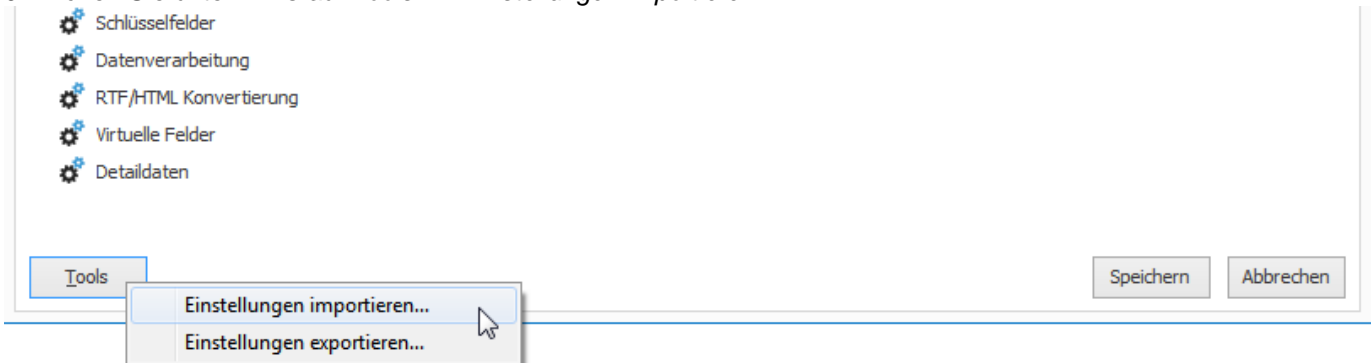 Schlüsselfelder
Datenverarbeitung
RTF/HTML Konvertierung
Virtuelle Felder
Detaildaten
Tools
Speichern
Abbrechen
Einstellungen importieren...
Einstellungen exportieren...